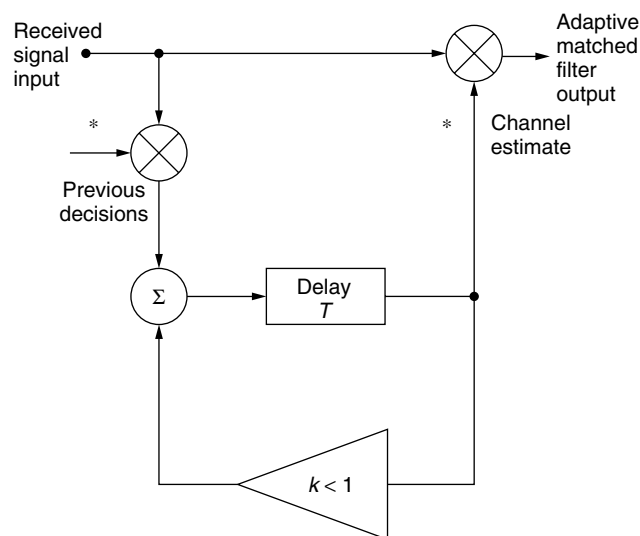 Received
signal
input
Adaptive
matched
filter
output
*
*
Channel
estimate
Previous
decisions
Σ
Delay
T
k < 1